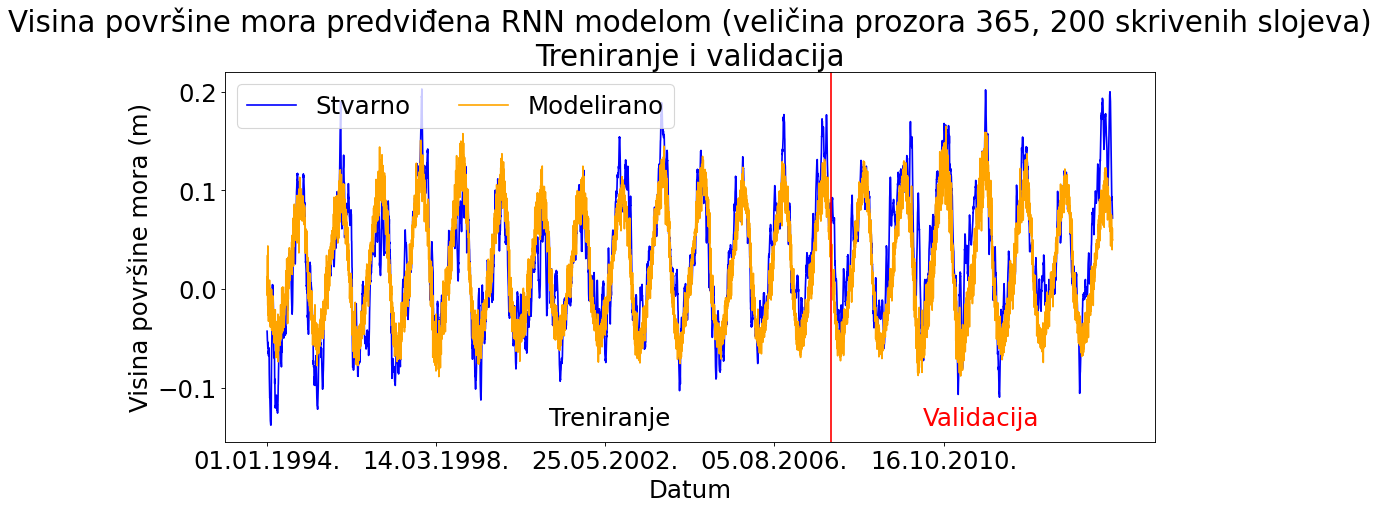 Visina površine mora predviđena RNN modelom (veličina prozora 365, 200 skrivenih slojeva)
Treniranje i validacija
Stvarno Modelirano
Visina površine mora (m)
0.2
0.1
0.0
−0.1
Treniranje Validacija
01.01.1994. 14.03.1998. 25.05.2002. 05.08.2006. 16.10.2010.
Datum